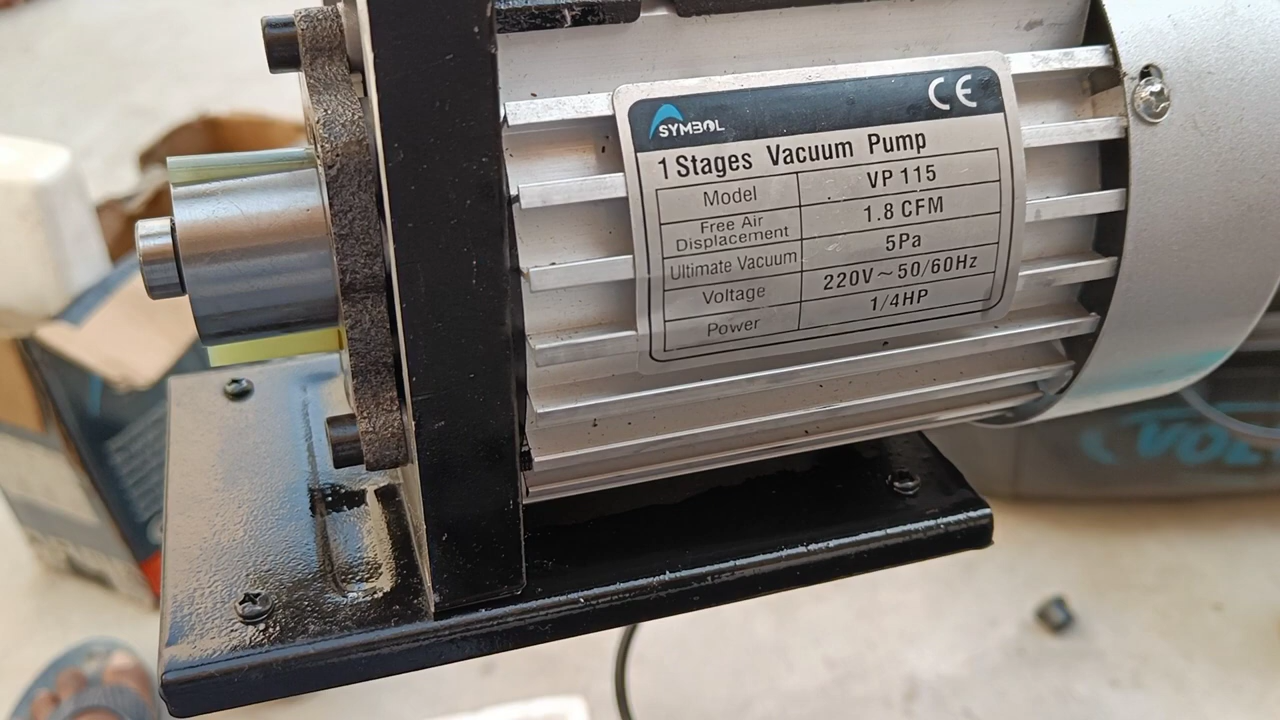 SYMBOL
CE
1 Stages Vacuum Pump
Model VP 115
Free Air Displacement 1.8 CFM
Ultimate Vacuum 5Pa
Voltage 220V~50/60Hz
Power 1/4HP